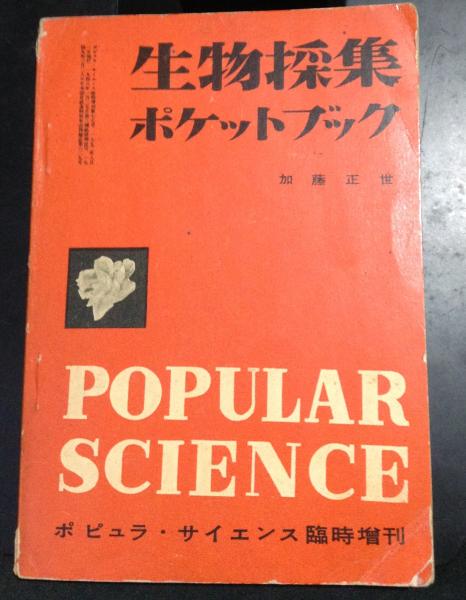 生物採集
ポケットブック
加藤正世
POPULAR
SCIENCE
ポピュラ・サイエンス臨時増刊